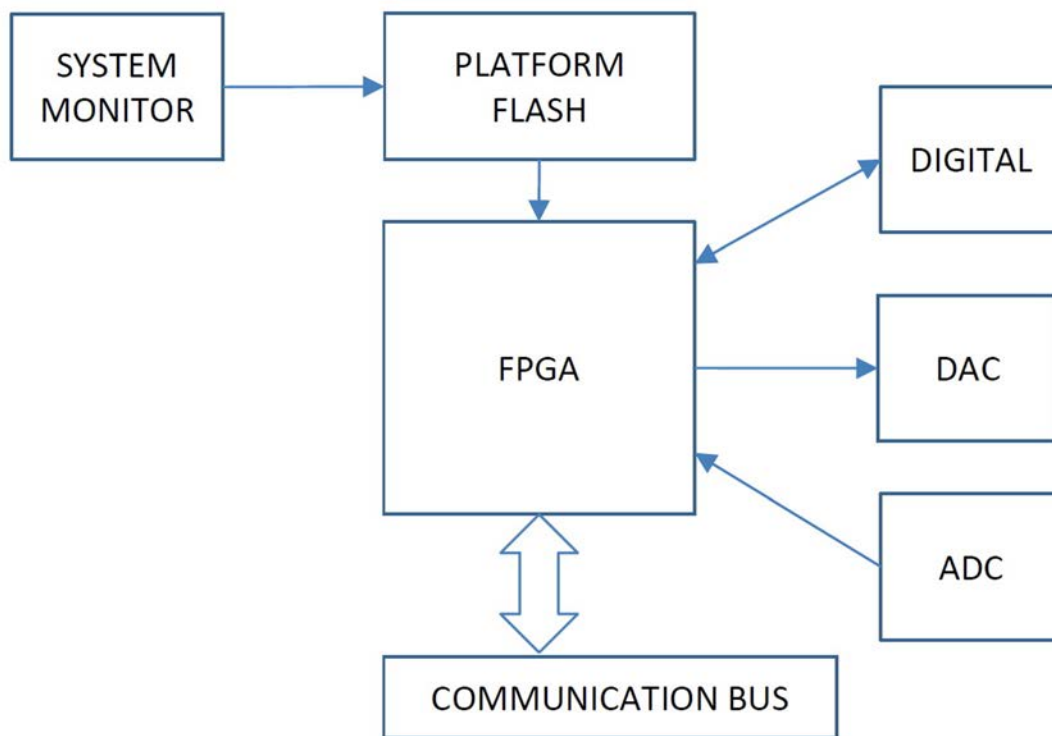 SYSTEM
MONITOR
PLATFORM
FLASH
DIGITAL
FPGA
DAC
ADC
COMMUNICATION BUS